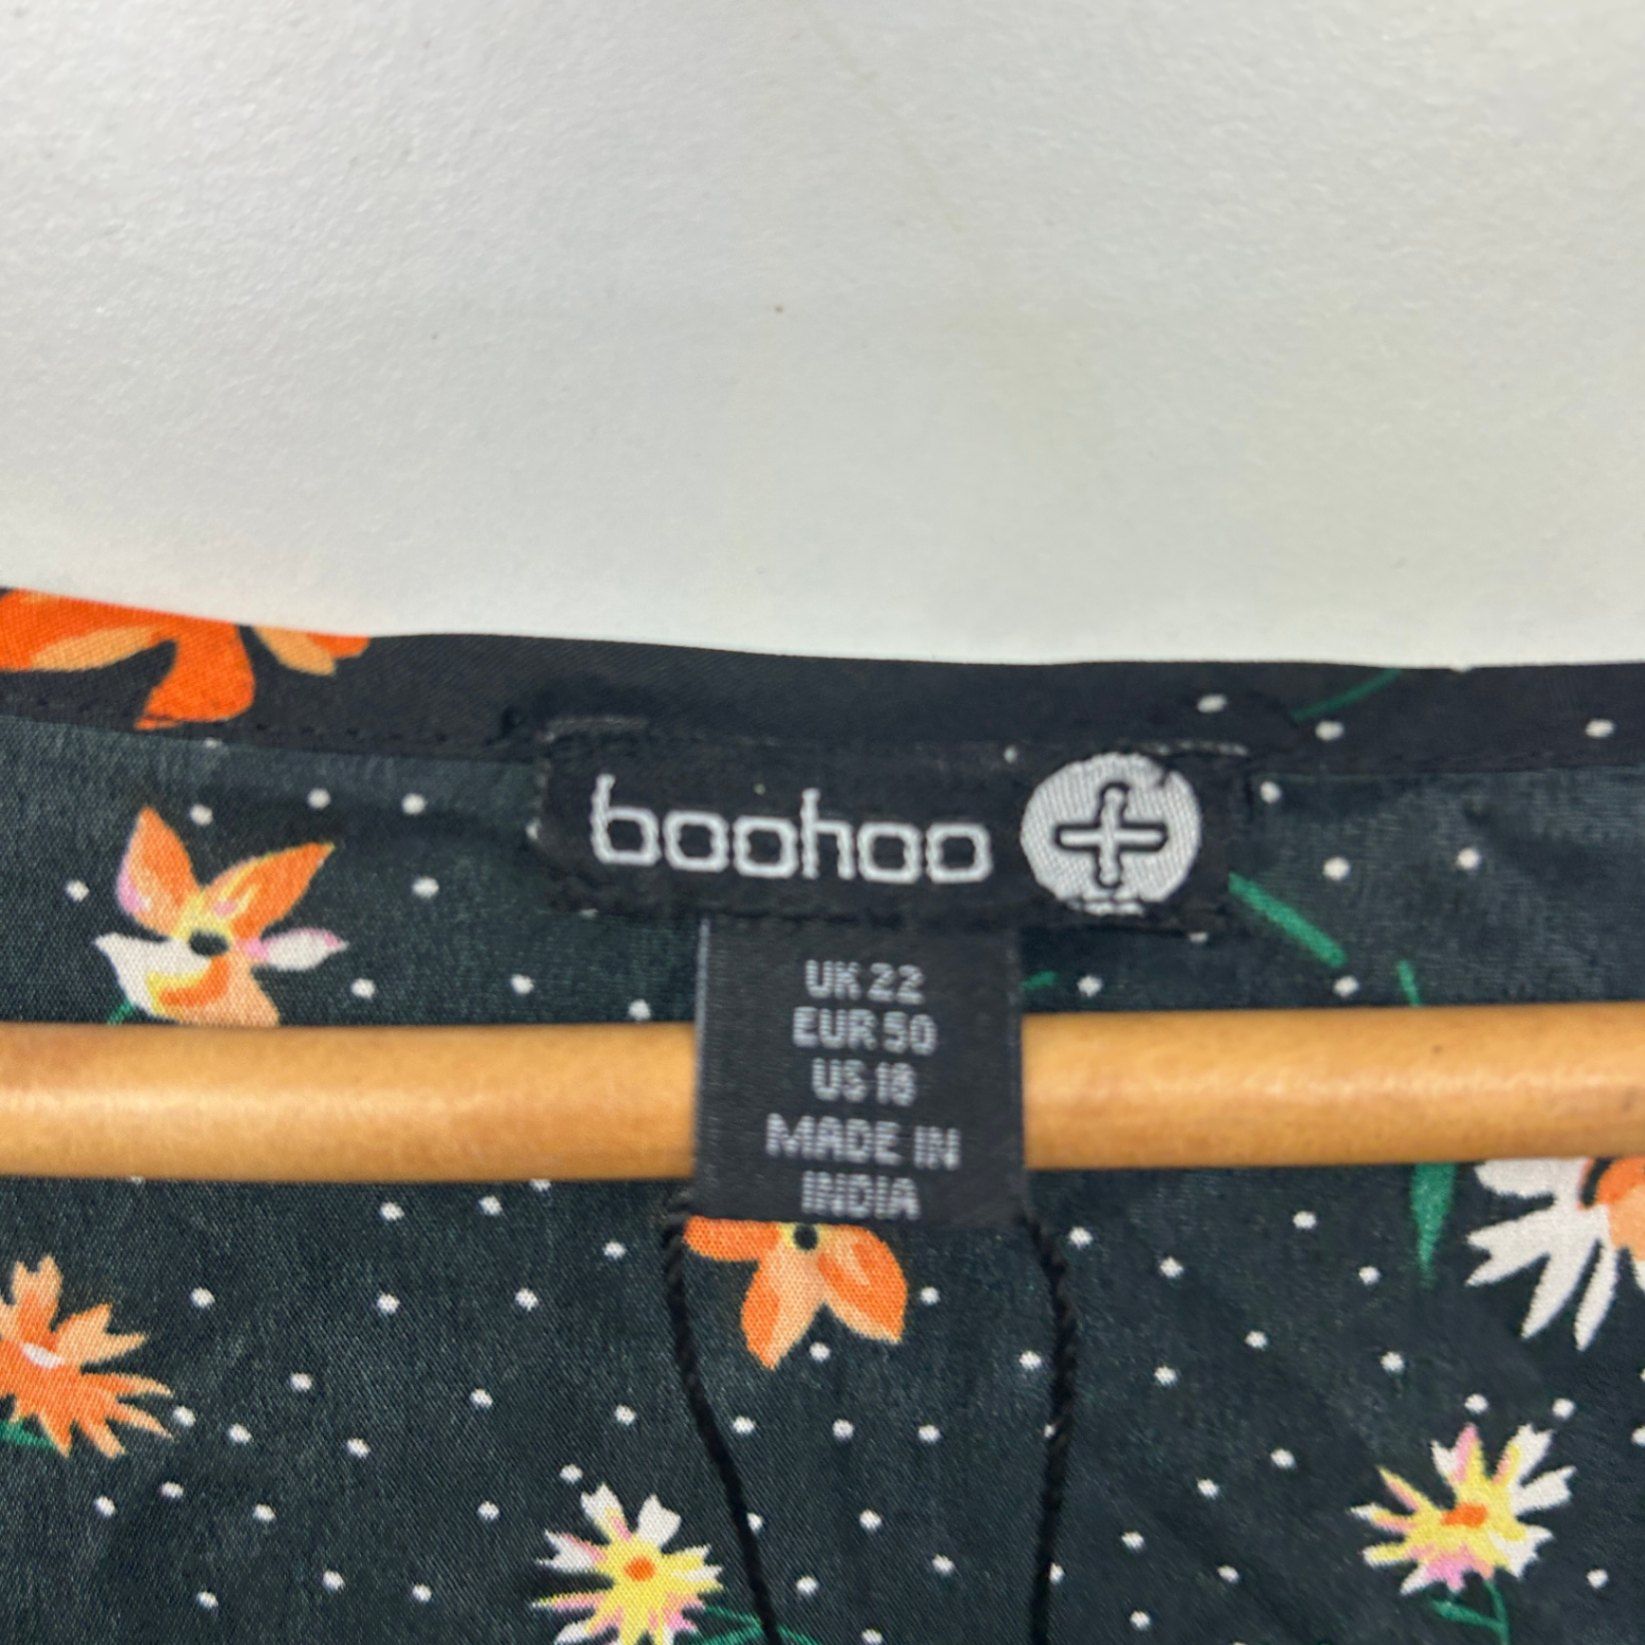 boohoo +
UK 22
EUR 50
US 18
MADE IN
INDIA